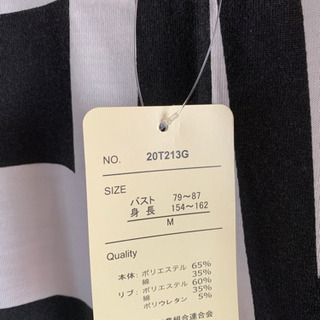 NO. 20T213G
SIZE
バスト 79〜87
身長 154〜162
M
Quality
本体: ポリエステル 65%
綿 35%
リブ: ポリエステル 60%
綿 35%
ポリウレタン 5%
組合連合会